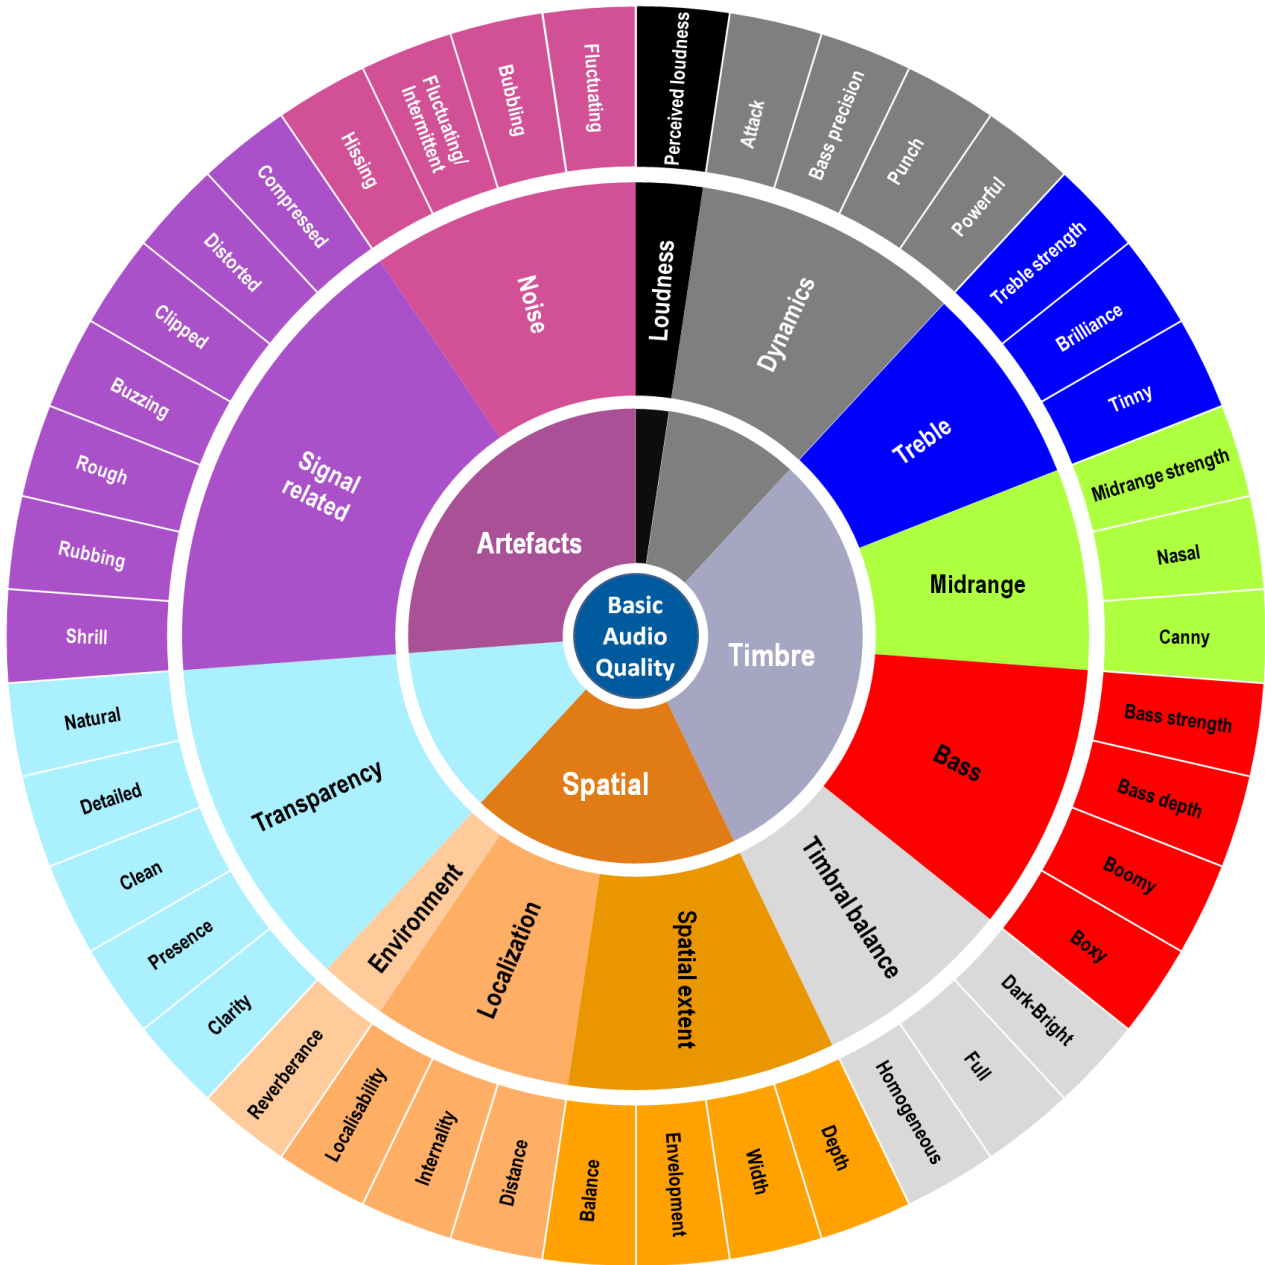 Basic
Audio
Quality
Artefacts
Timbre
Spatial
Loudness
Dynamics
Treble
Midrange
Bass
Timbral balance
Spatial extent
Localization
Environment
Transparency
Signal
related
Noise
Perceived loudness
Attack
Bass precision
Punch
Powerful
Treble strength
Brilliance
Tinny
Midrange strength
Nasal
Canny
Bass strength
Bass depth
Boomy
Boxy
Dark-Bright
Full
Homogeneous
Depth
Width
Envelopment
Balance
Distance
Internality
Localisability
Reverberance
Clarity
Presence
Clean
Detailed
Natural
Shrill
Rubbing
Rough
Buzzing
Clipped
Distorted
Compressed
Hissing
Fluctuating/
Intermittent
Bubbling
Fluctuating